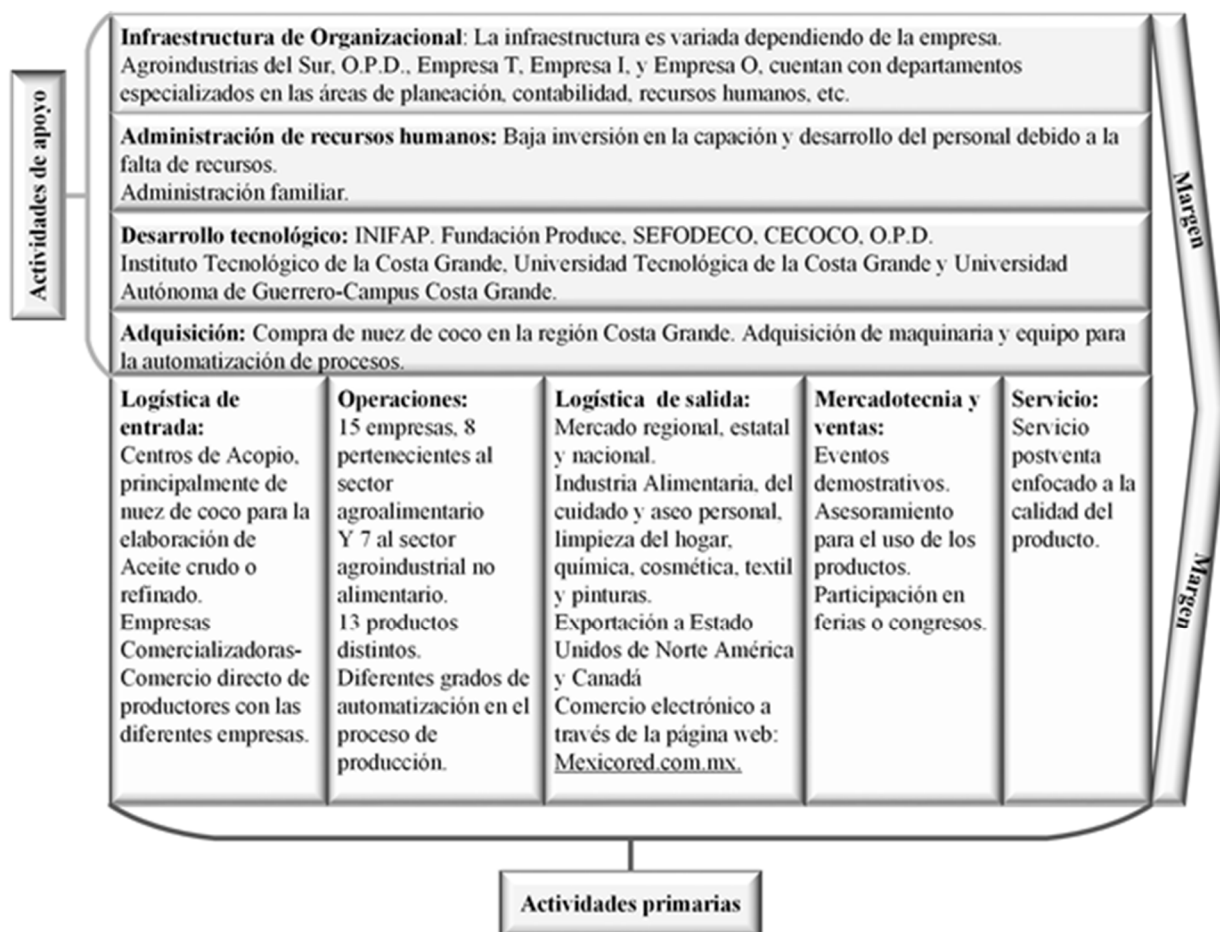 Infraestructura de Organizacional: La infraestructura es variada dependiendo de la empresa.
Agroindustrias del Sur, O.P.D., Empresa T, Empresa I, y Empresa O, cuentan con departamentos
especializados en las áreas de planeación, contabilidad, recursos humanos, etc.
Actividades de apoyo
Administración de recursos humanos: Baja inversión en la capación y desarrollo del personal debido a la
falta de recursos.
Administración familiar.
Desarrollo tecnológico: INIFAP. Fundación Produce, SEFODECO, CECOCO, O.P.D.
Instituto Tecnológico de la Costa Grande, Universidad Tecnológica de la Costa Grande y Universidad
Autónoma de Guerrero-Campus Costa Grande.
Adquisición: Compra de nuez de coco en la región Costa Grande. Adquisición de maquinaria y equipo para
la automatización de procesos.
Margen
Margen
Logística de
entrada:
Centros de Acopio,
principalmente de
nuez de coco para la
elaboración de
Aceite crudo o
refinado.
Empresas
Comercializadoras-
Comercio directo de
productores con las
diferentes empresas.
Operaciones:
15 empresas, 8
pertenecientes al
sector
agroalimentario
Y 7 al sector
agroindustrial no
alimentario.
13 productos
distintos.
Diferentes grados de
automatización en el
proceso de
producción.
Logística de salida:
Mercado regional, estatal
y nacional.
Industria Alimentaria, del
cuidado y aseo personal,
limpieza del hogar,
química, cosmética, textil
y pinturas.
Exportación a Estado
Unidos de Norte América
y Canadá
Comercio electrónico a
través de la página web:
Mexicored.com.mx.
Mercadotecnia y
ventas:
Eventos
demostrativos.
Asesoramiento
para el uso de los
productos.
Participación en
ferias o congresos.
Servicio:
Servicio
postventa
enfocado a la
calidad del
producto.
Actividades primarias